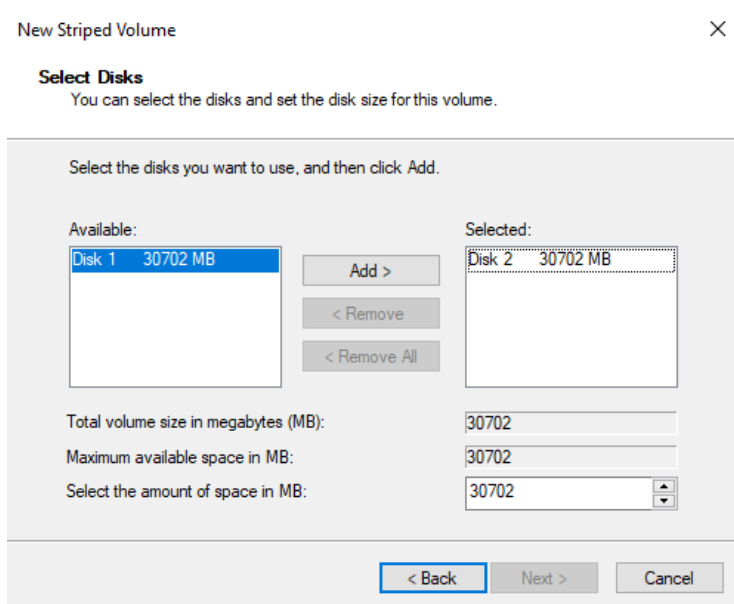 New Striped Volume
Select Disks
You can select the disks and set the disk size for this volume.
Select the disks you want to use, and then click Add.
Available:
Disk 1 30702 MB
Add >
< Remove
< Remove All
Selected:
Disk 2 30702 MB
Total volume size in megabytes (MB): 30702
Maximum available space in MB: 30702
Select the amount of space in MB: 30702
< Back Next > Cancel